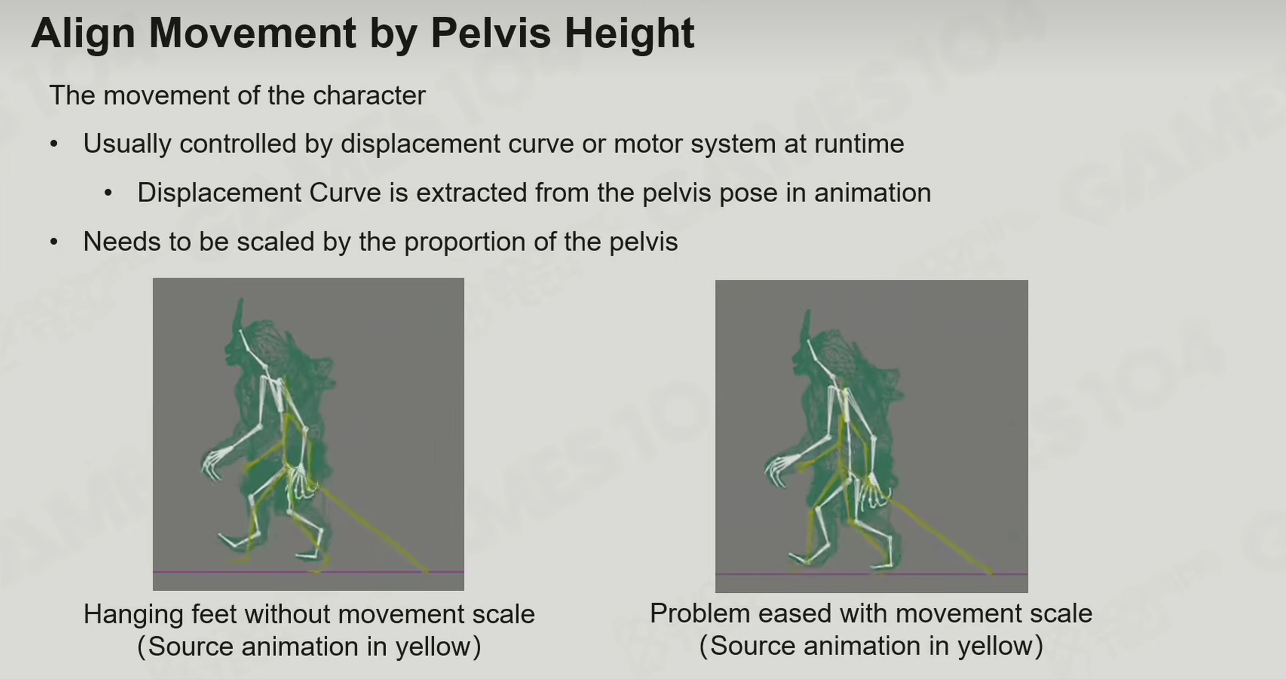 Align Movement by Pelvis Height
The movement of the character
• Usually controlled by displacement curve or motor system at runtime
• Displacement Curve is extracted from the pelvis pose in animation
• Needs to be scaled by the proportion of the pelvis
Hanging feet without movement scale
(Source animation in yellow)
Problem eased with movement scale
(Source animation in yellow)
GAMES104